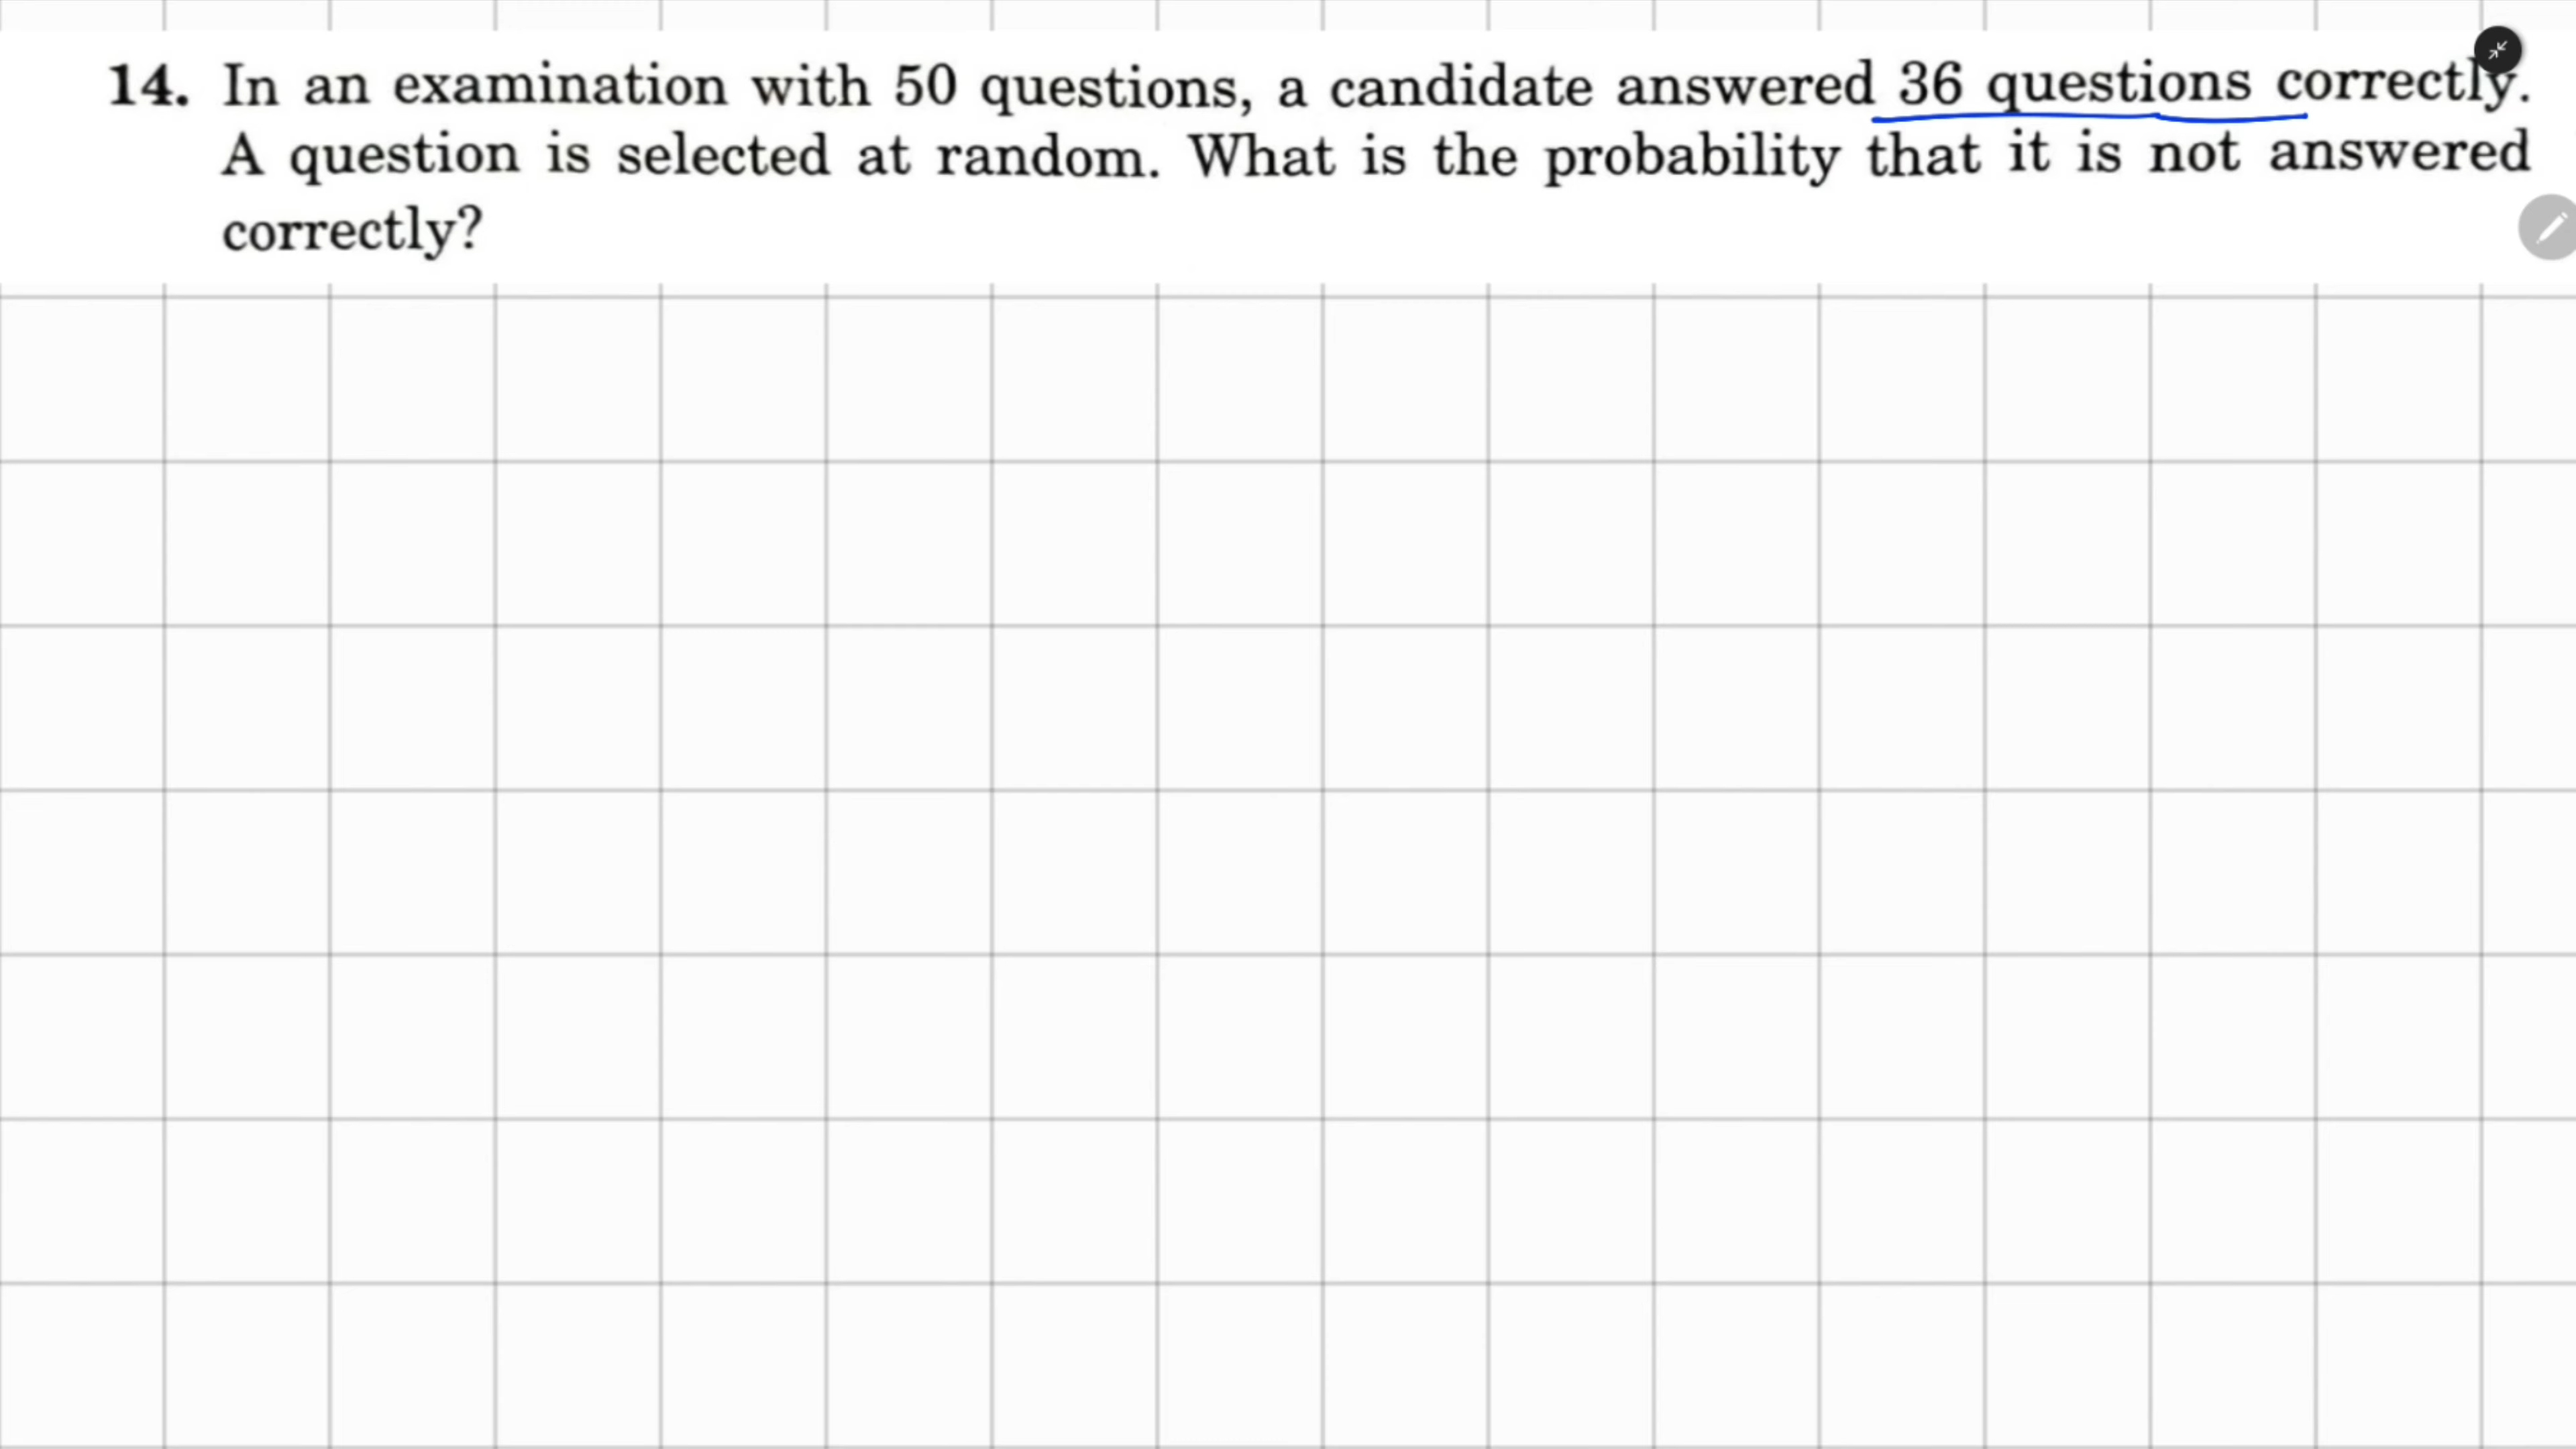 14. In an examination with 50 questions, a candidate answered 36 questions correctly.
A question is selected at random. What is the probability that it is not answered
correctly?